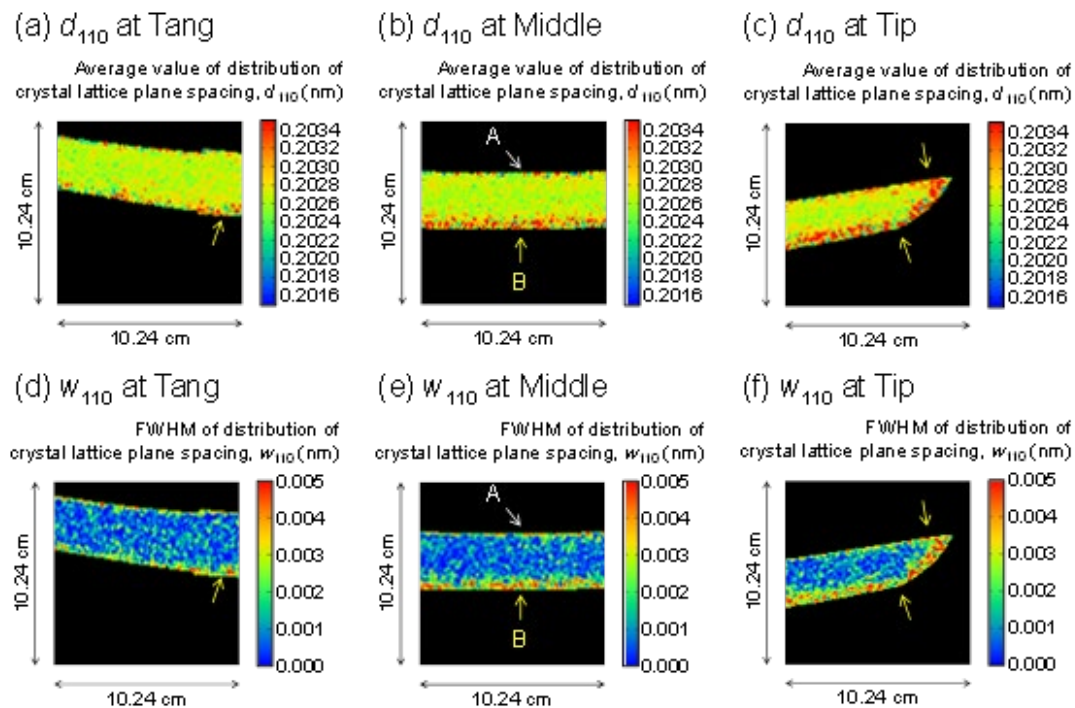 (a) d110 at Tang
(b) d110 at Middle
(c) d110 at Tip
Average value of distribution of
crystal lattice plane spacing, d110 (nm)
Average value of distribution of
crystal lattice plane spacing, d110 (nm)
Average value of distribution of
crystal lattice plane spacing, d110 (nm)
10.24 cm
0.2034
0.2032
0.2030
0.2028
0.2026
0.2024
0.2022
0.2020
0.2018
0.2016
10.24 cm
10.24 cm
A
B
0.2034
0.2032
0.2030
0.2028
0.2026
0.2024
0.2022
0.2020
0.2018
0.2016
10.24 cm
10.24 cm
0.2034
0.2032
0.2030
0.2028
0.2026
0.2024
0.2022
0.2020
0.2018
0.2016
10.24 cm
(d) w110 at Tang
(e) w110 at Middle
(f) w110 at Tip
FWHM of distribution of
crystal lattice plane spacing, w110 (nm)
FWHM of distribution of
crystal lattice plane spacing, w110 (nm)
FWHM of distribution of
crystal lattice plane spacing, w110 (nm)
10.24 cm
0.005
0.004
0.003
0.002
0.001
0.000
10.24 cm
10.24 cm
A
B
0.005
0.004
0.003
0.002
0.001
0.000
10.24 cm
10.24 cm
0.005
0.004
0.003
0.002
0.001
0.000
10.24 cm